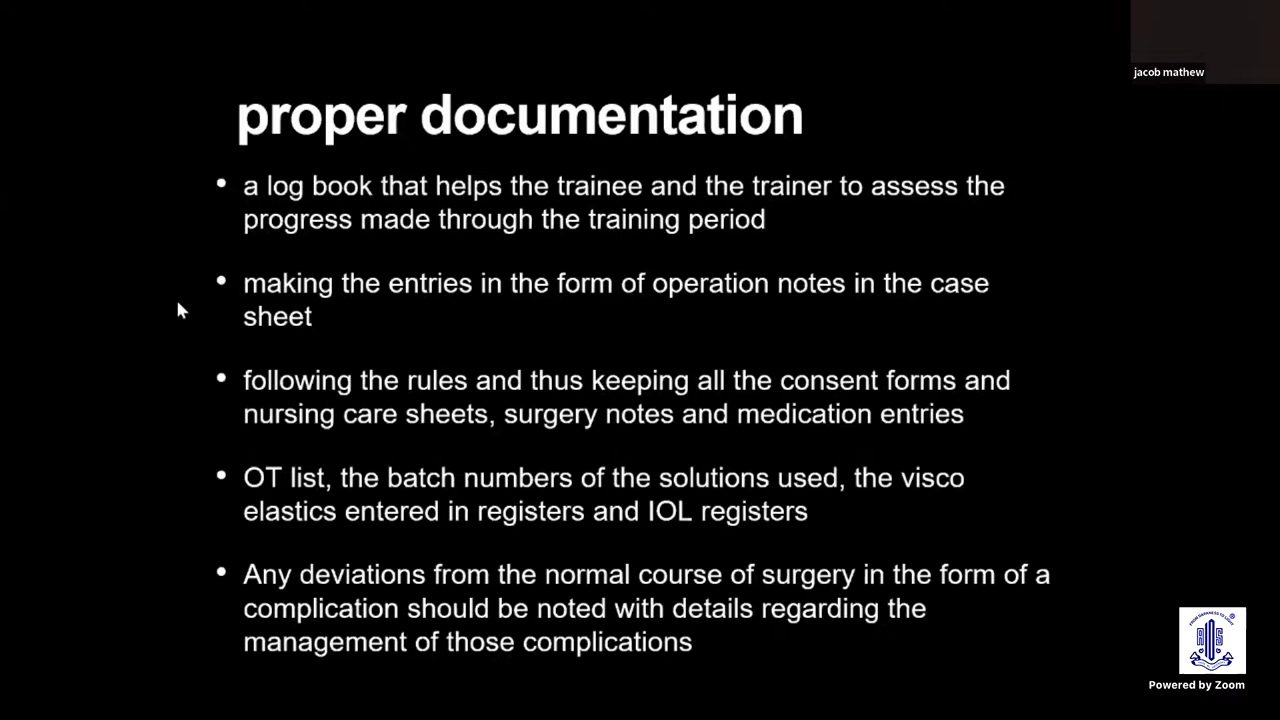 jacob mathew
proper documentation
• a log book that helps the trainee and the trainer to assess the
progress made through the training period
• making the entries in the form of operation notes in the case
sheet
• following the rules and thus keeping all the consent forms and
nursing care sheets, surgery notes and medication entries
• OT list, the batch numbers of the solutions used, the visco
elastics entered in registers and IOL registers
• Any deviations from the normal course of surgery in the form of a
complication should be noted with details regarding the
management of those complications
Powered by Zoom